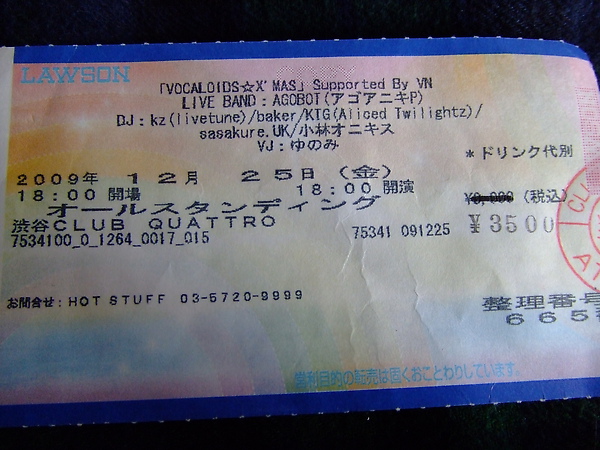 LAWSON
「VOCALOIDS☆X'MAS」Supported By VN
LIVE BAND：AGOBOT(アゴアニキP)
DJ：kz(livetune)/baker/KTG(Aliced Twilightz)/
sasakure.UK/小林オニキス
VJ：ゆのみ
＊ドリンク代別
2009年 12月 25日（金）
18:00 開場 18:00 開演
(税込)
オールスタンディング
¥3500
渋谷CLUB QUATTRO
7534100_0_1264_0017_015
75341 091225
お問合せ：HOT STUFF 03-5720-9999
整理番号
665
営利目的の転売は固くおことわりしています。